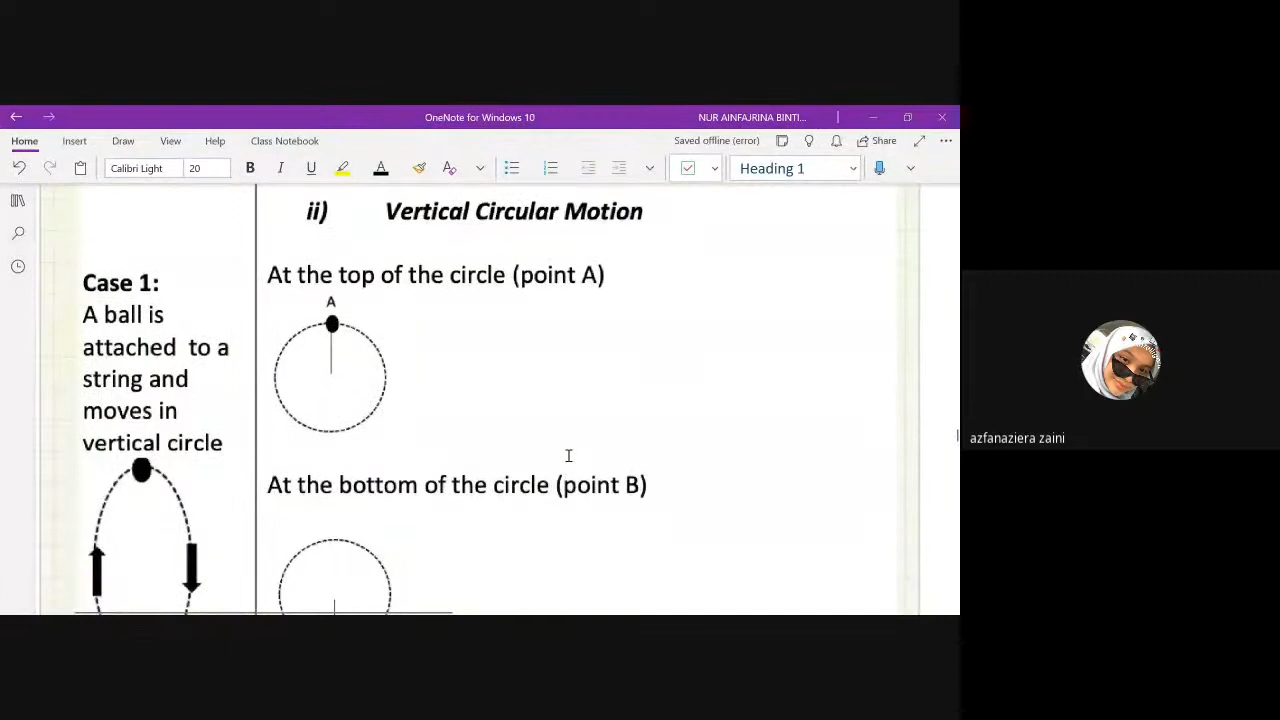 OneNote for Windows 10
NUR AINFAJRINA BINTI...
Home Insert Draw View Help Class Notebook
Saved offline (error)
Share
Calibri Light 20 B I U A Heading 1
ii) Vertical Circular Motion
Case 1:
A ball is
attached to a
string and
moves in
vertical circle
At the top of the circle (point A)
A
At the bottom of the circle (point B)
azfanaziera zaini